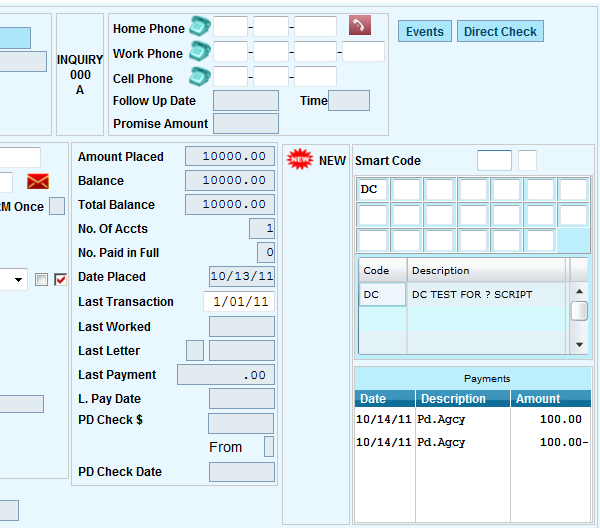 Home Phone - -
Work Phone - - -
Cell Phone - -
Follow Up Date Time
Promise Amount
INQUIRY
000
A
Events Direct Check
RM Once
Amount Placed 10000.00
Balance 10000.00
Total Balance 10000.00
No. Of Accts 1
No. Paid in Full 0
Date Placed 10/13/11
Last Transaction 1/01/11
Last Worked
Last Letter
Last Payment .00
L. Pay Date
PD Check $
From
PD Check Date
NEW NEW
Smart Code
DC
Code Description
DC DC TEST FOR ? SCRIPT
Payments
Date Description Amount
10/14/11 Pd.Agcy 100.00
10/14/11 Pd.Agcy 100.00-